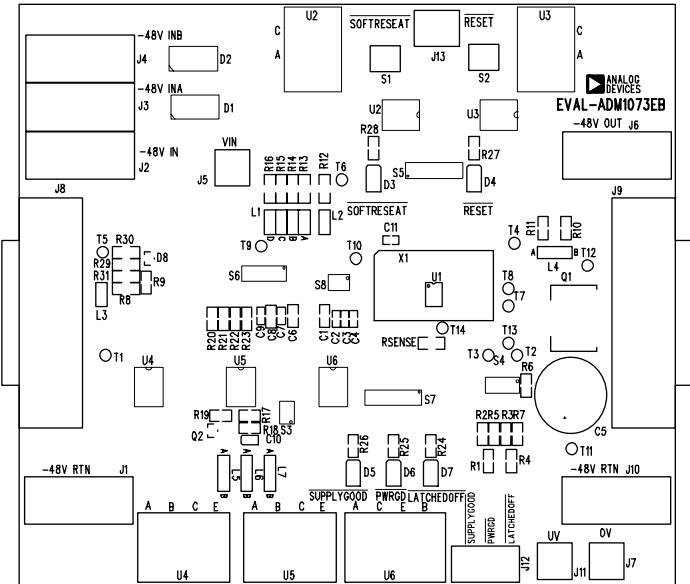 U2
SOFTRESEAT
RESET
U3
-48V INB
J4
D2
C
A
S1
J13
S2
C
A
ANALOG
DEVICES
EVAL-ADM1073EB
-48V INA
J3
D1
U2
U3
-48V OUT
J6
-48V IN
J2
VIN
J5
R28
R27
S5
D3
D4
R16
R15
R14
R13
R12
T6
J8
J9
L1
L2
D
C
B
A
SOFTRESEAT
RESET
T5
R30
R29
R31
D8
R9
R8
L3
T9
T10
C11
T4
R11
R10
A
B
L4
T12
S6
S8
X1
U1
T8
T7
Q1
R20
R21
R22
R23
C9
C8
C7
C6
C1
C2
C3
C4
T14
RSENSE
T13
T3
T2
S4
R6
T1
U4
U5
U6
S7
C5
R19
R17
R18
S3
Q2
C10
R2
R5
R3
R7
T11
R26
R25
R24
R1
R4
A
A
A
L5
L6
L7
B
B
B
D5
D6
D7
-48V RTN
J1
-48V RTN
J10
SUPPLYGOOD
PWRGD
LATCHEDOFF
A
B
C
E
A
B
C
E
A
C
E
B
SUPPLYGOOD
PWRGD
LATCHEDOFF
U4
U5
U6
J12
UV
J11
OV
J7